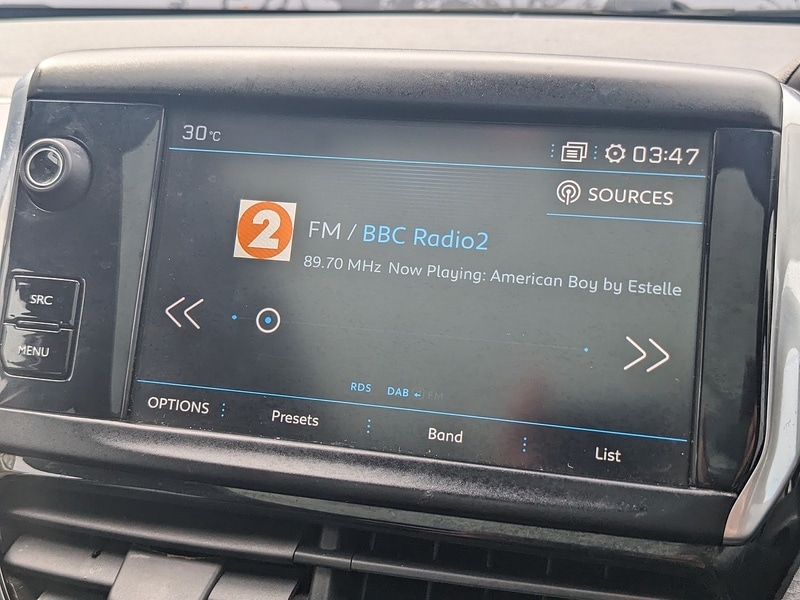 30°C
03:47
SOURCES
2
FM / BBC Radio2
89.70 MHz Now Playing: American Boy by Estelle
SRC
MENU
RDS DAB
OPTIONS Presets Band List